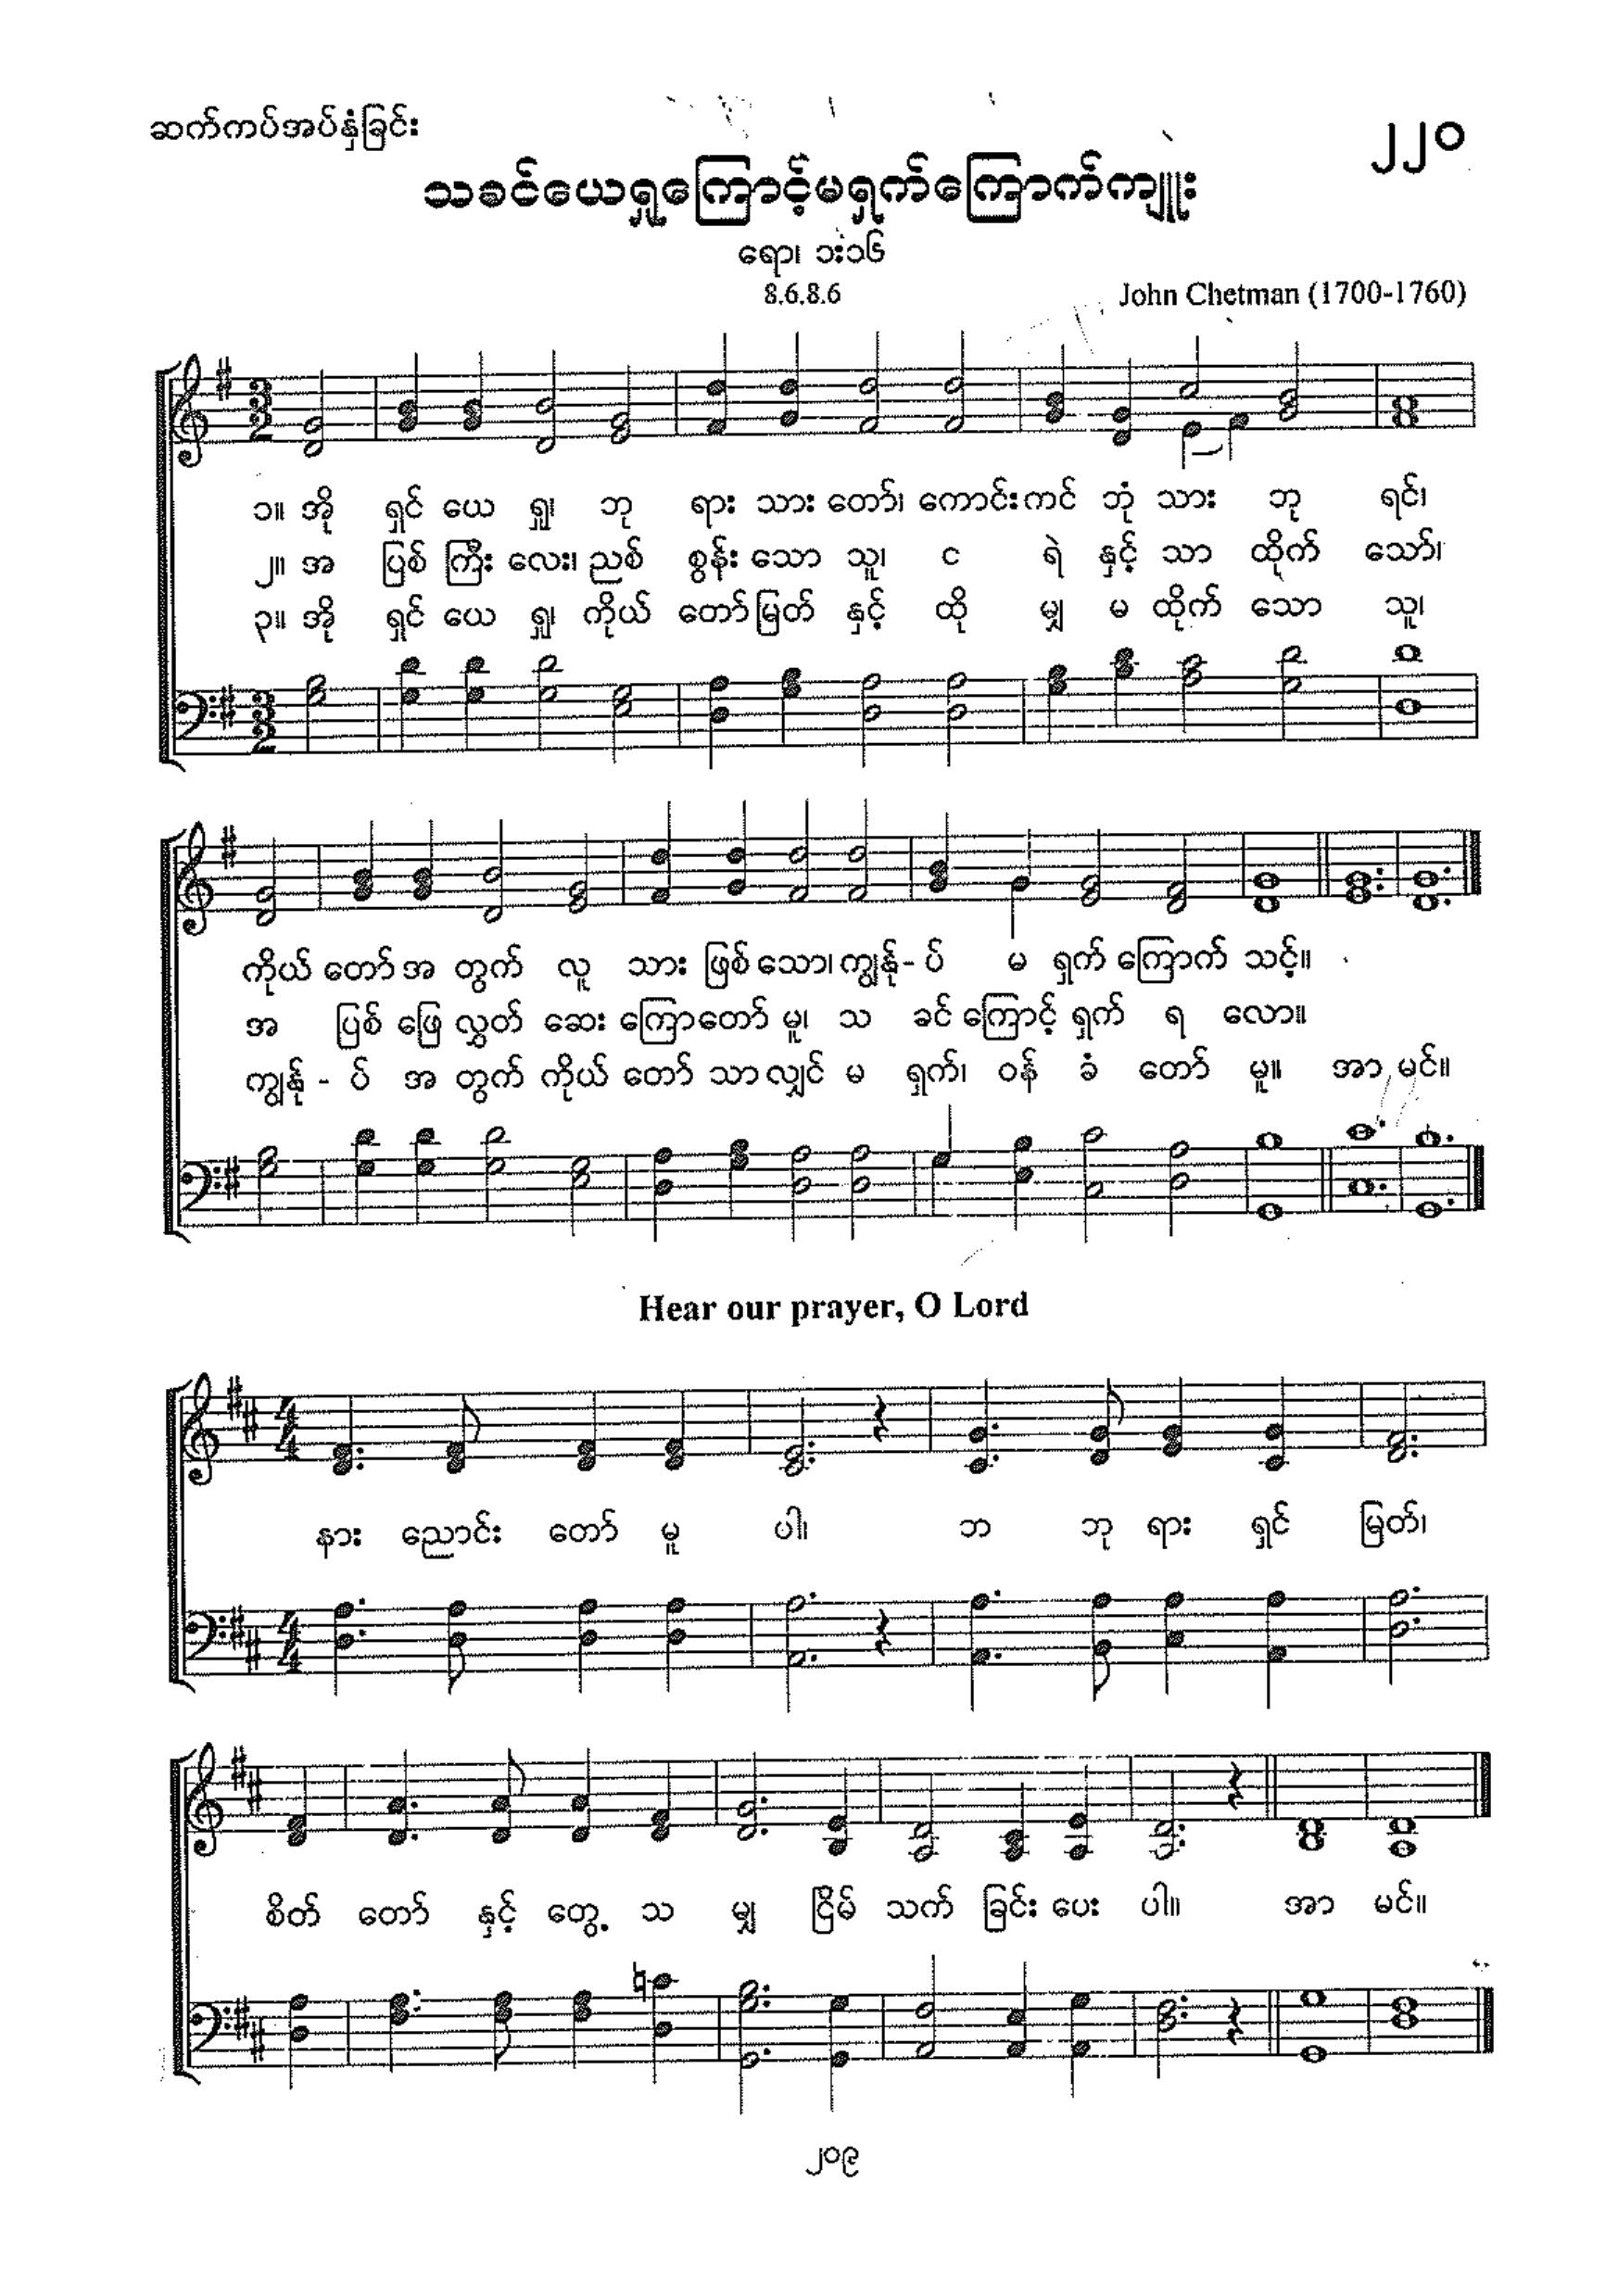 ဆက်ကပ်အပ်နှံခြင်း
၂၂၀
သခင်ယေရှုကြောင့်မရှက်ကြောက်ကျူး
ရော၊ ၁း၁၆
8.6.8.6
John Chetman (1700-1760)
၁။ အို ရှင် ယေ ရှု၊ ဘု ရား သား တော်၊ ကောင်းကင် ဘုံ သား ဘု ရင်၊
၂။ အ ပြစ် ကြီး လေး၊ ညစ် စွန်း သော သူ၊ င ရဲ နှင့် သာ ထိုက် သော်၊
၃။ အို ရှင် ယေ ရှု၊ ကိုယ် တော်မြတ် နှင့် ထို မျှ မ ထိုက် သော သူ၊
ကိုယ် တော် အ တွက် လူ သား ဖြစ် သော၊ ကျွန်ု-ပ် မ ရှက် ကြောက် သင့်။
အ ပြစ် ဖြေ လွှတ် ဆေး ကြောတော် မူ၊ သ ခင် ကြောင့် ရှက် ရ လော။
ကျွန်ု - ပ် အ တွက် ကိုယ် တော် သာ လျှင် မ ရှက်၊ ဝန် ခံ တော် မူ။ အာ မင်။
Hear our prayer, O Lord
နား ညောင်း တော် မူ ပါ၊ ဘ ဘု ရား ရှင် မြတ်၊
စိတ် တော် နှင့် တွေ့ သ မျှ ငြိမ် သက် ခြင်း ပေး ပါ။ အာ မင်။
၂၀၉